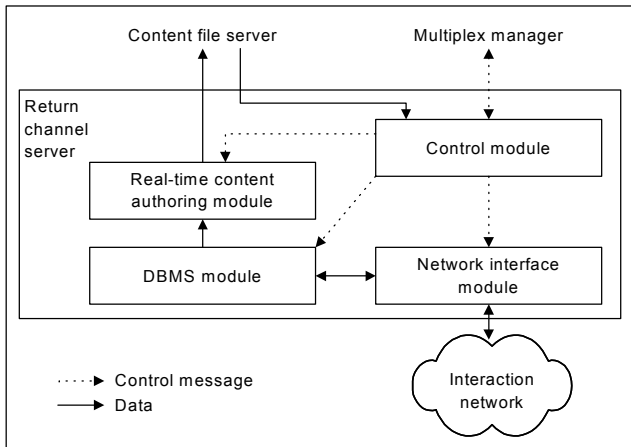 Content file server
Multiplex manager
Return
channel
server
Control module
Real-time content
authoring module
DBMS module
Network interface
module
Control message
Data
Interaction
network